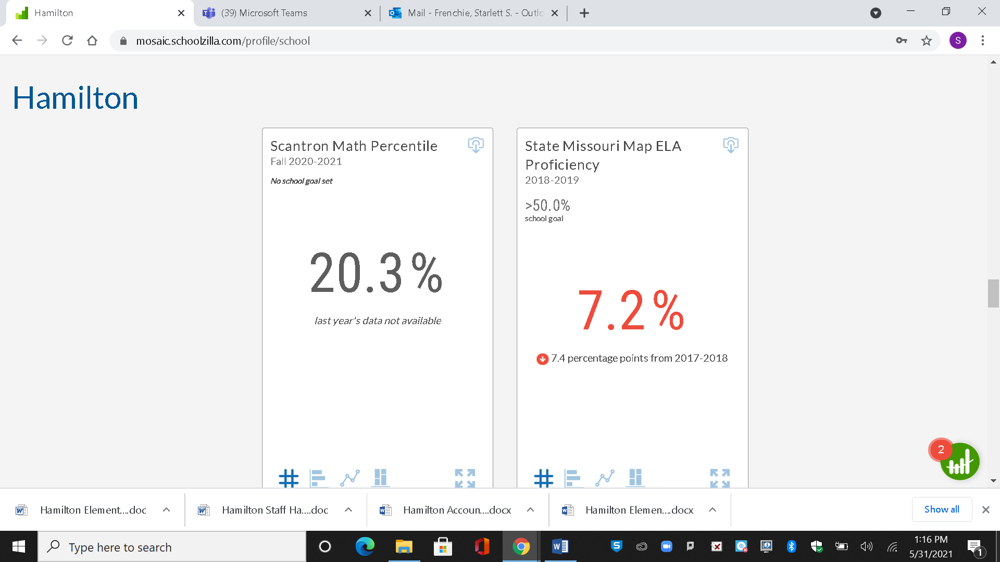 Hamilton
(39) Microsoft Teams
Mail - Frenchie, Starlett S. - Outlo
mosaic.schoolzilla.com/profile/school
S
Hamilton
Scantron Math Percentile
Fall 2020-2021
No school goal set
20.3%
last year's data not available
State Missouri Map ELA
Proficiency
2018-2019
>50.0%
school goal
7.2%
7.4 percentage points from 2017-2018
2
Hamilton Element....doc
Hamilton Staff Ha....doc
Hamilton Accoun....docx
Hamilton Elemen....docx
Show all
Type here to search
1:16 PM
5/31/2021
1